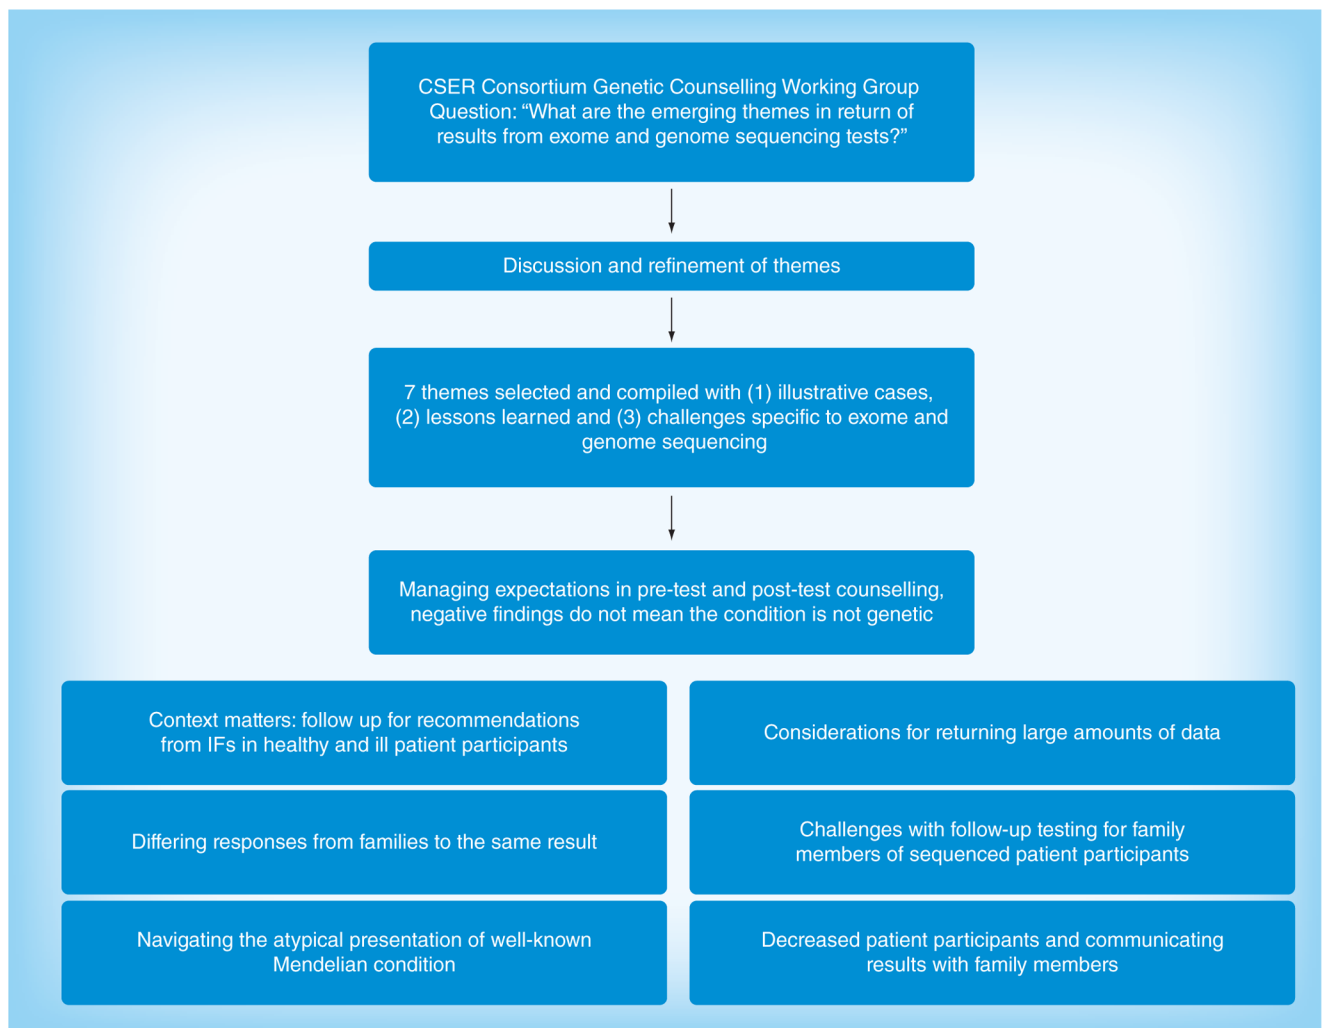 CSER Consortium Genetic Counselling Working Group
Question: “What are the emerging themes in return of
results from exome and genome sequencing tests?”
Discussion and refinement of themes
7 themes selected and compiled with (1) illustrative cases,
(2) lessons learned and (3) challenges specific to exome and
genome sequencing
Managing expectations in pre-test and post-test counselling,
negative findings do not mean the condition is not genetic
Context matters: follow up for recommendations
from IFs in healthy and ill patient participants
Considerations for returning large amounts of data
Differing responses from families to the same result
Challenges with follow-up testing for family
members of sequenced patient participants
Navigating the atypical presentation of well-known
Mendelian condition
Decreased patient participants and communicating
results with family members